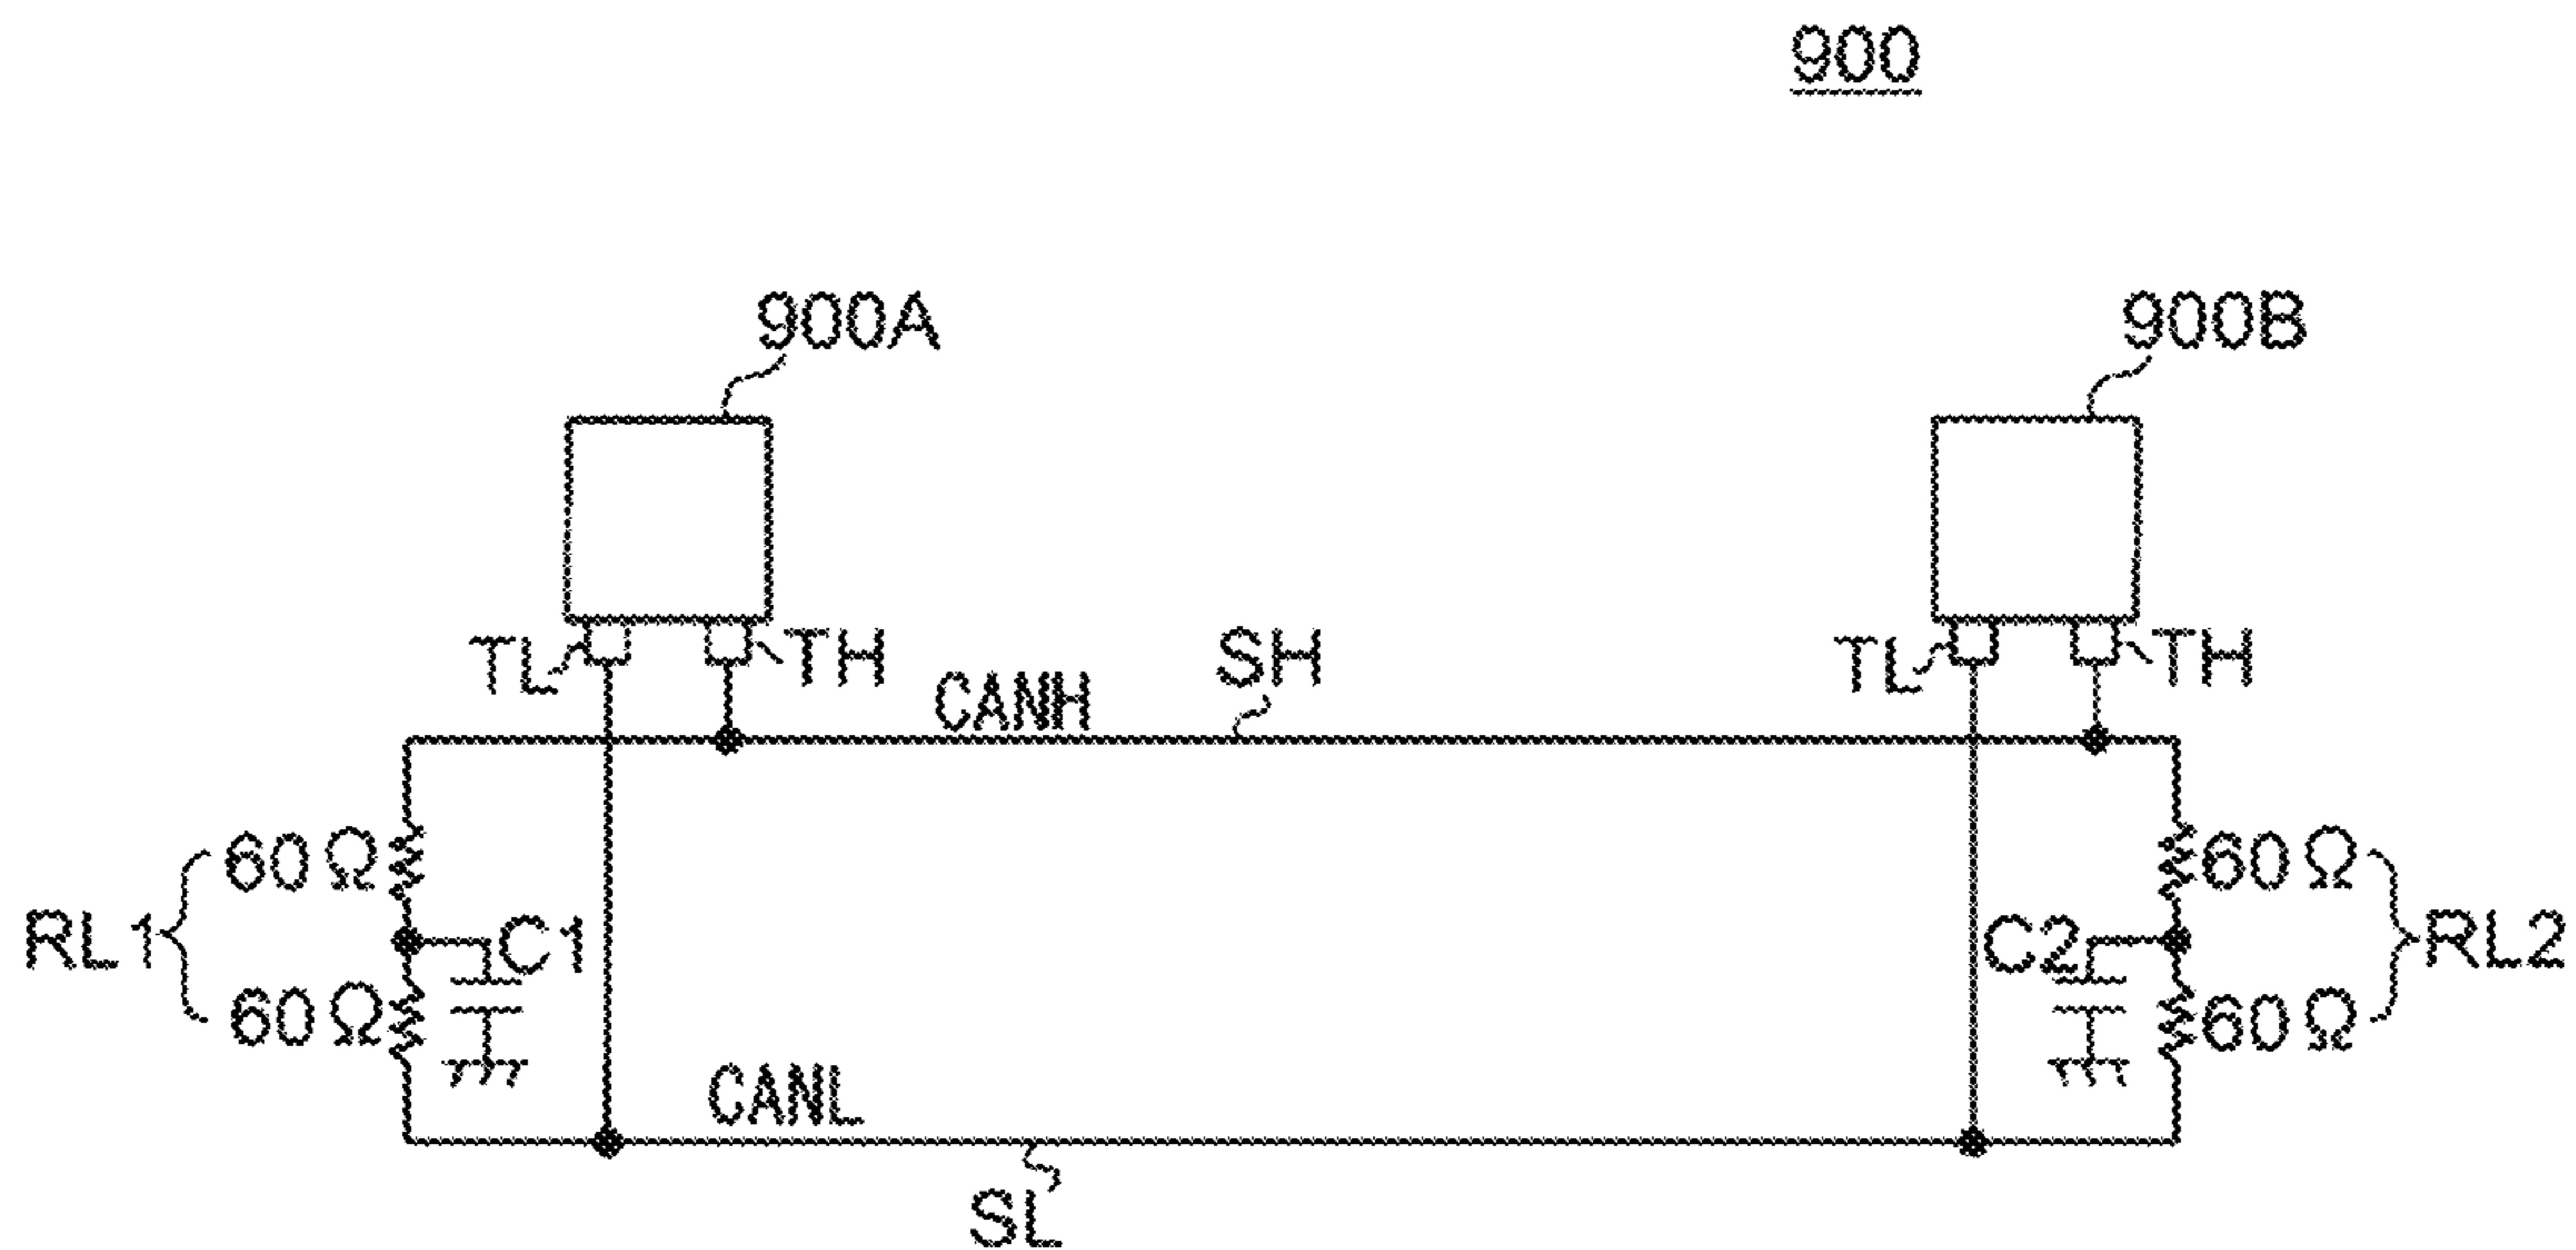 900
900A
900B
TL
TH
SH
TL
TH
CANH
60Ω
60Ω
RL1
C1
C2
RL2
60Ω
60Ω
CANL
SL